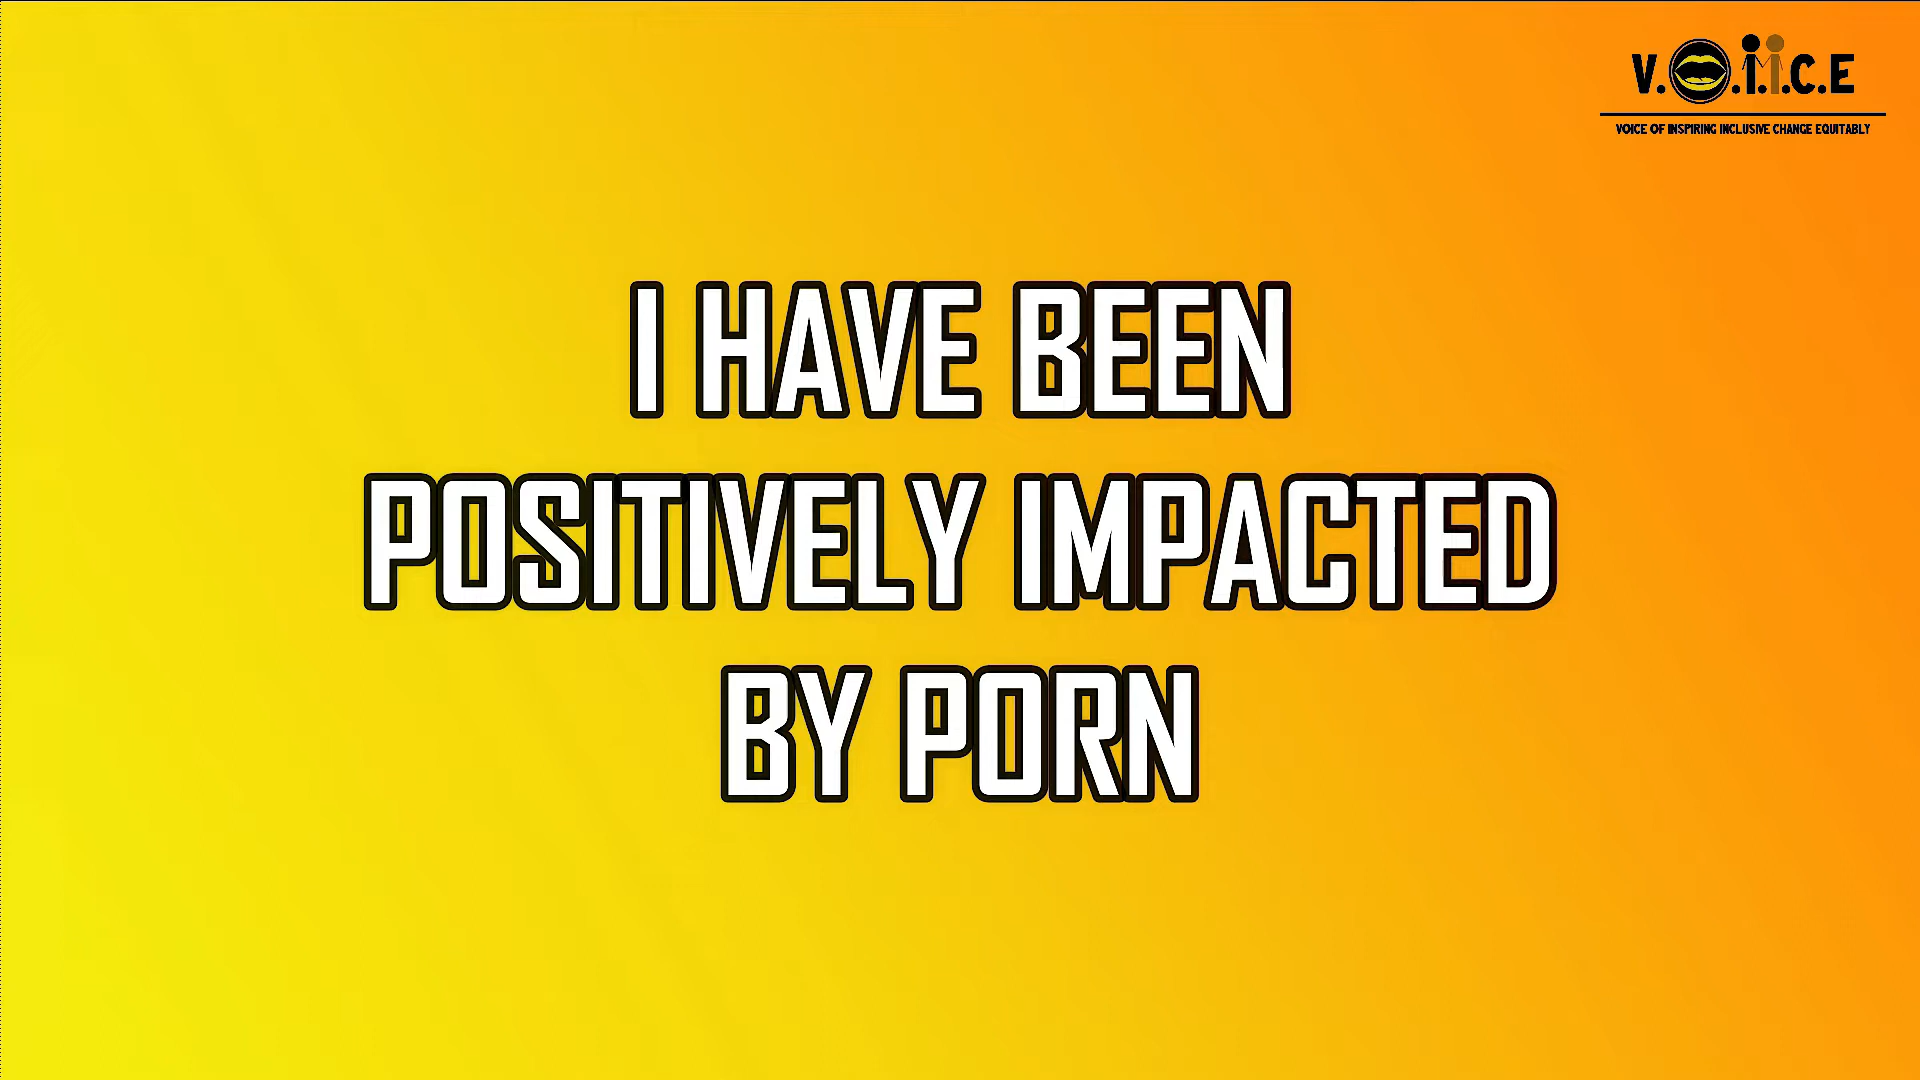 V.O.I.I.C.E
VOICE OF INSPIRING INCLUSIVE CHANGE EQUITABLY
I HAVE BEEN
POSITIVELY IMPACTED
BY PORN